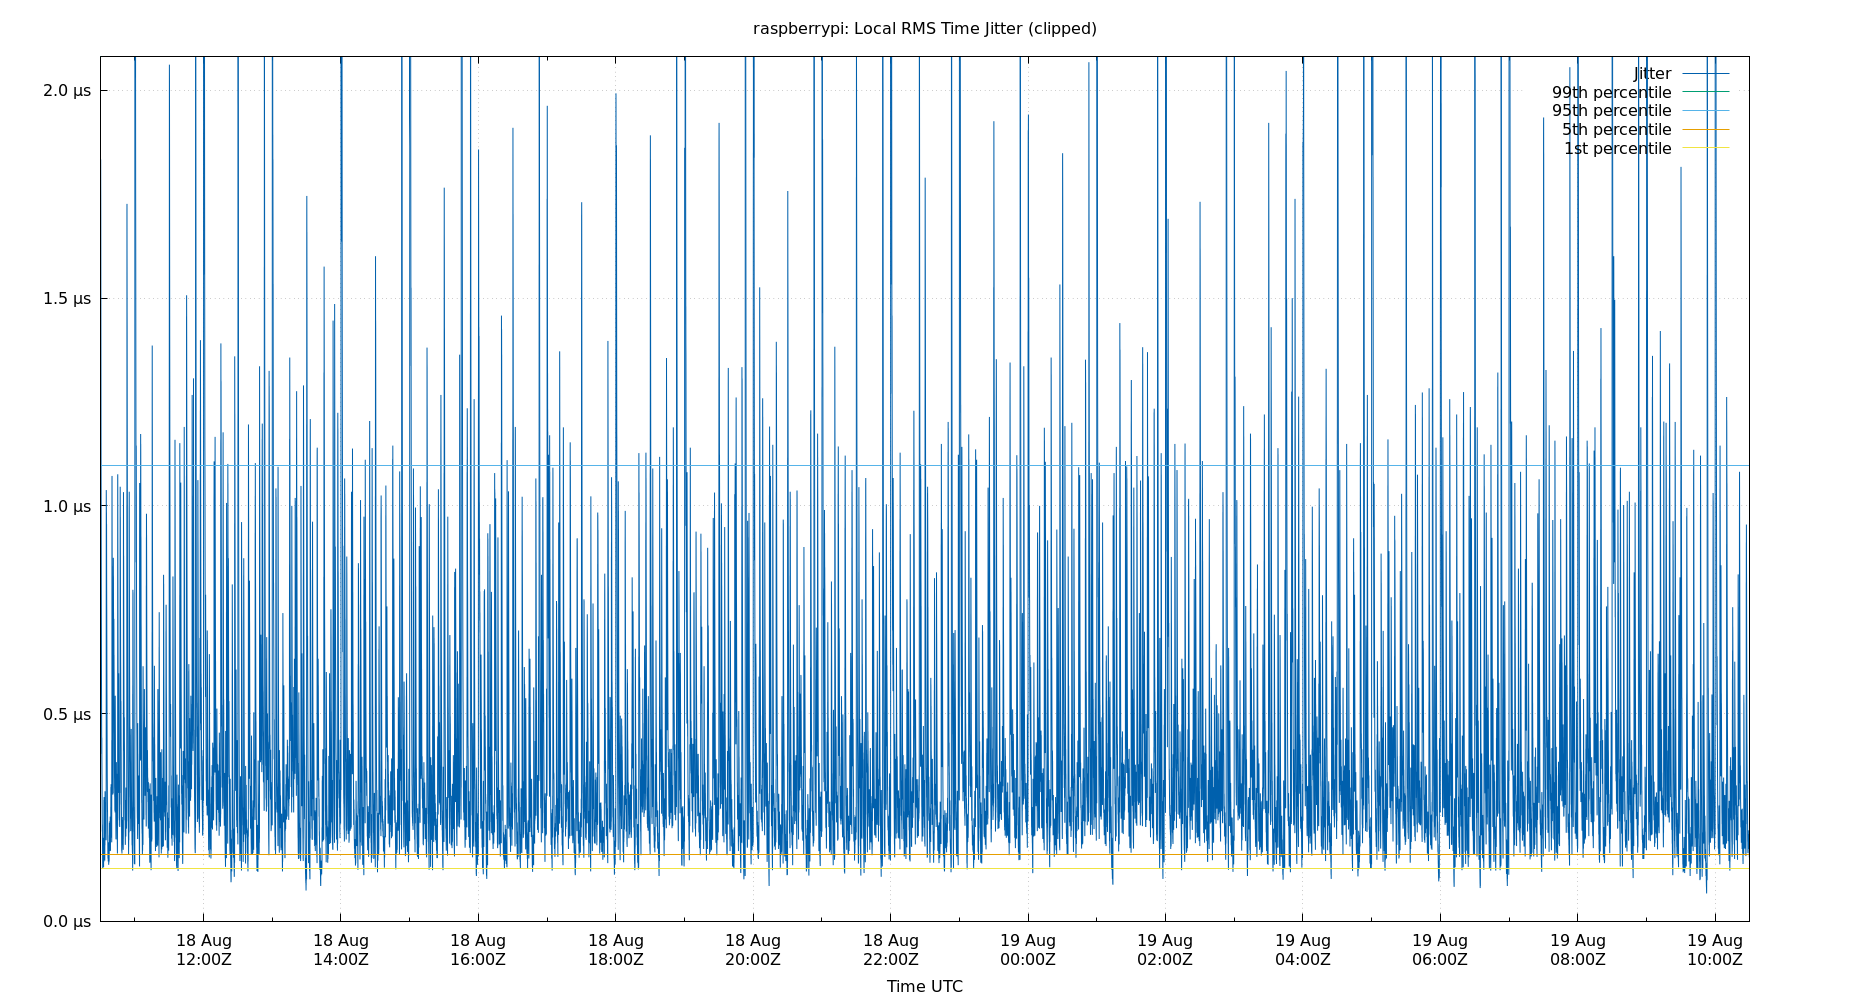 raspberrypi: Local RMS Time Jitter (clipped)
2.0 µs
1.5 µs
1.0 µs
0.5 µs
0.0 µs
Jitter
99th percentile
95th percentile
5th percentile
1st percentile
18 Aug 18 Aug 18 Aug 18 Aug 18 Aug 18 Aug 19 Aug 19 Aug 19 Aug 19 Aug 19 Aug 19 Aug
12:00Z 14:00Z 16:00Z 18:00Z 20:00Z 22:00Z 00:00Z 02:00Z 04:00Z 06:00Z 08:00Z 10:00Z
Time UTC